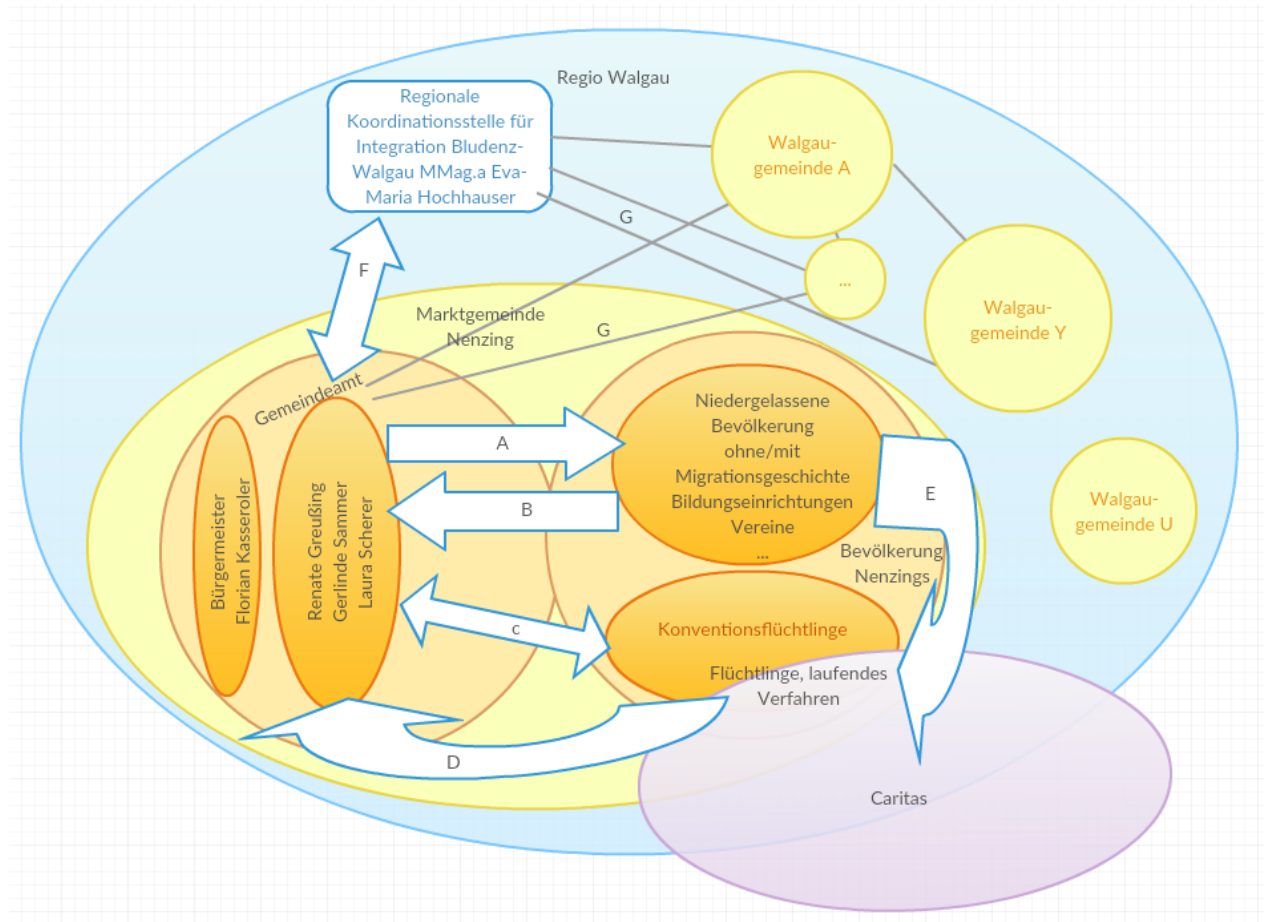 Regio Walgau
Regionale
Koordinationsstelle für
Integration Bludenz-
Walgau MMag.a Eva-
Maria Hochhauser
Walgau-
gemeinde A
G
...
Walgau-
gemeinde Y
F
Marktgemeinde
Nenzing
G
Gemeindeamt
Bürgermeister
Florian Kasseroler
Renate Greußing
Gerlinde Sammer
Laura Scherer
A
B
Niedergelassene
Bevölkerung
ohne/mit
Migrationsgeschichte
Bildungseinrichtungen
Vereine
...
E
Walgau-
gemeinde U
Bevölkerung
Nenzings
c
Konventionsflüchtlinge
Flüchtlinge, laufendes
Verfahren
D
Caritas